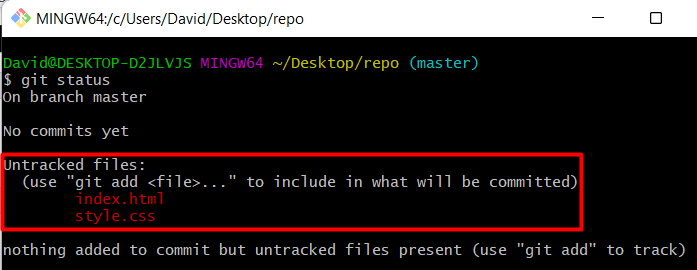 MINGW64:/c/Users/David/Desktop/repo
David@DESKTOP-D2JLVJS MINGW64 ~/Desktop/repo (master)
$ git status
On branch master
No commits yet
Untracked files:
(use "git add <file>..." to include in what will be committed)
index.html
style.css
nothing added to commit but untracked files present (use "git add" to track)